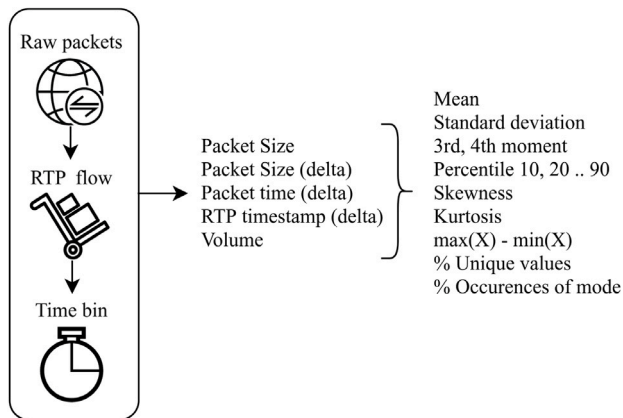 Raw packets
RTP flow
Time bin
Packet Size
Packet Size (delta)
Packet time (delta)
RTP timestamp (delta)
Volume
Mean
Standard deviation
3rd, 4th moment
Percentile 10, 20 .. 90
Skewness
Kurtosis
max(X) - min(X)
% Unique values
% Occurences of mode